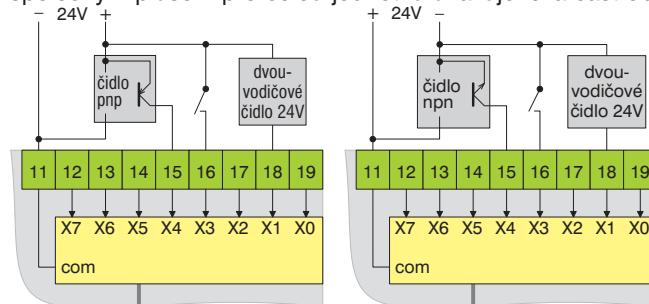 − 24V +
čidlo
pnp
dvou-
vodičové
čidlo 24V
11 12 13 14 15 16 17 18 19
X7 X6 X5 X4 X3 X2 X1 X0
com
+ 24V −
čidlo
npn
dvou-
vodičové
čidlo 24V
11 12 13 14 15 16 17 18 19
X7 X6 X5 X4 X3 X2 X1 X0
com